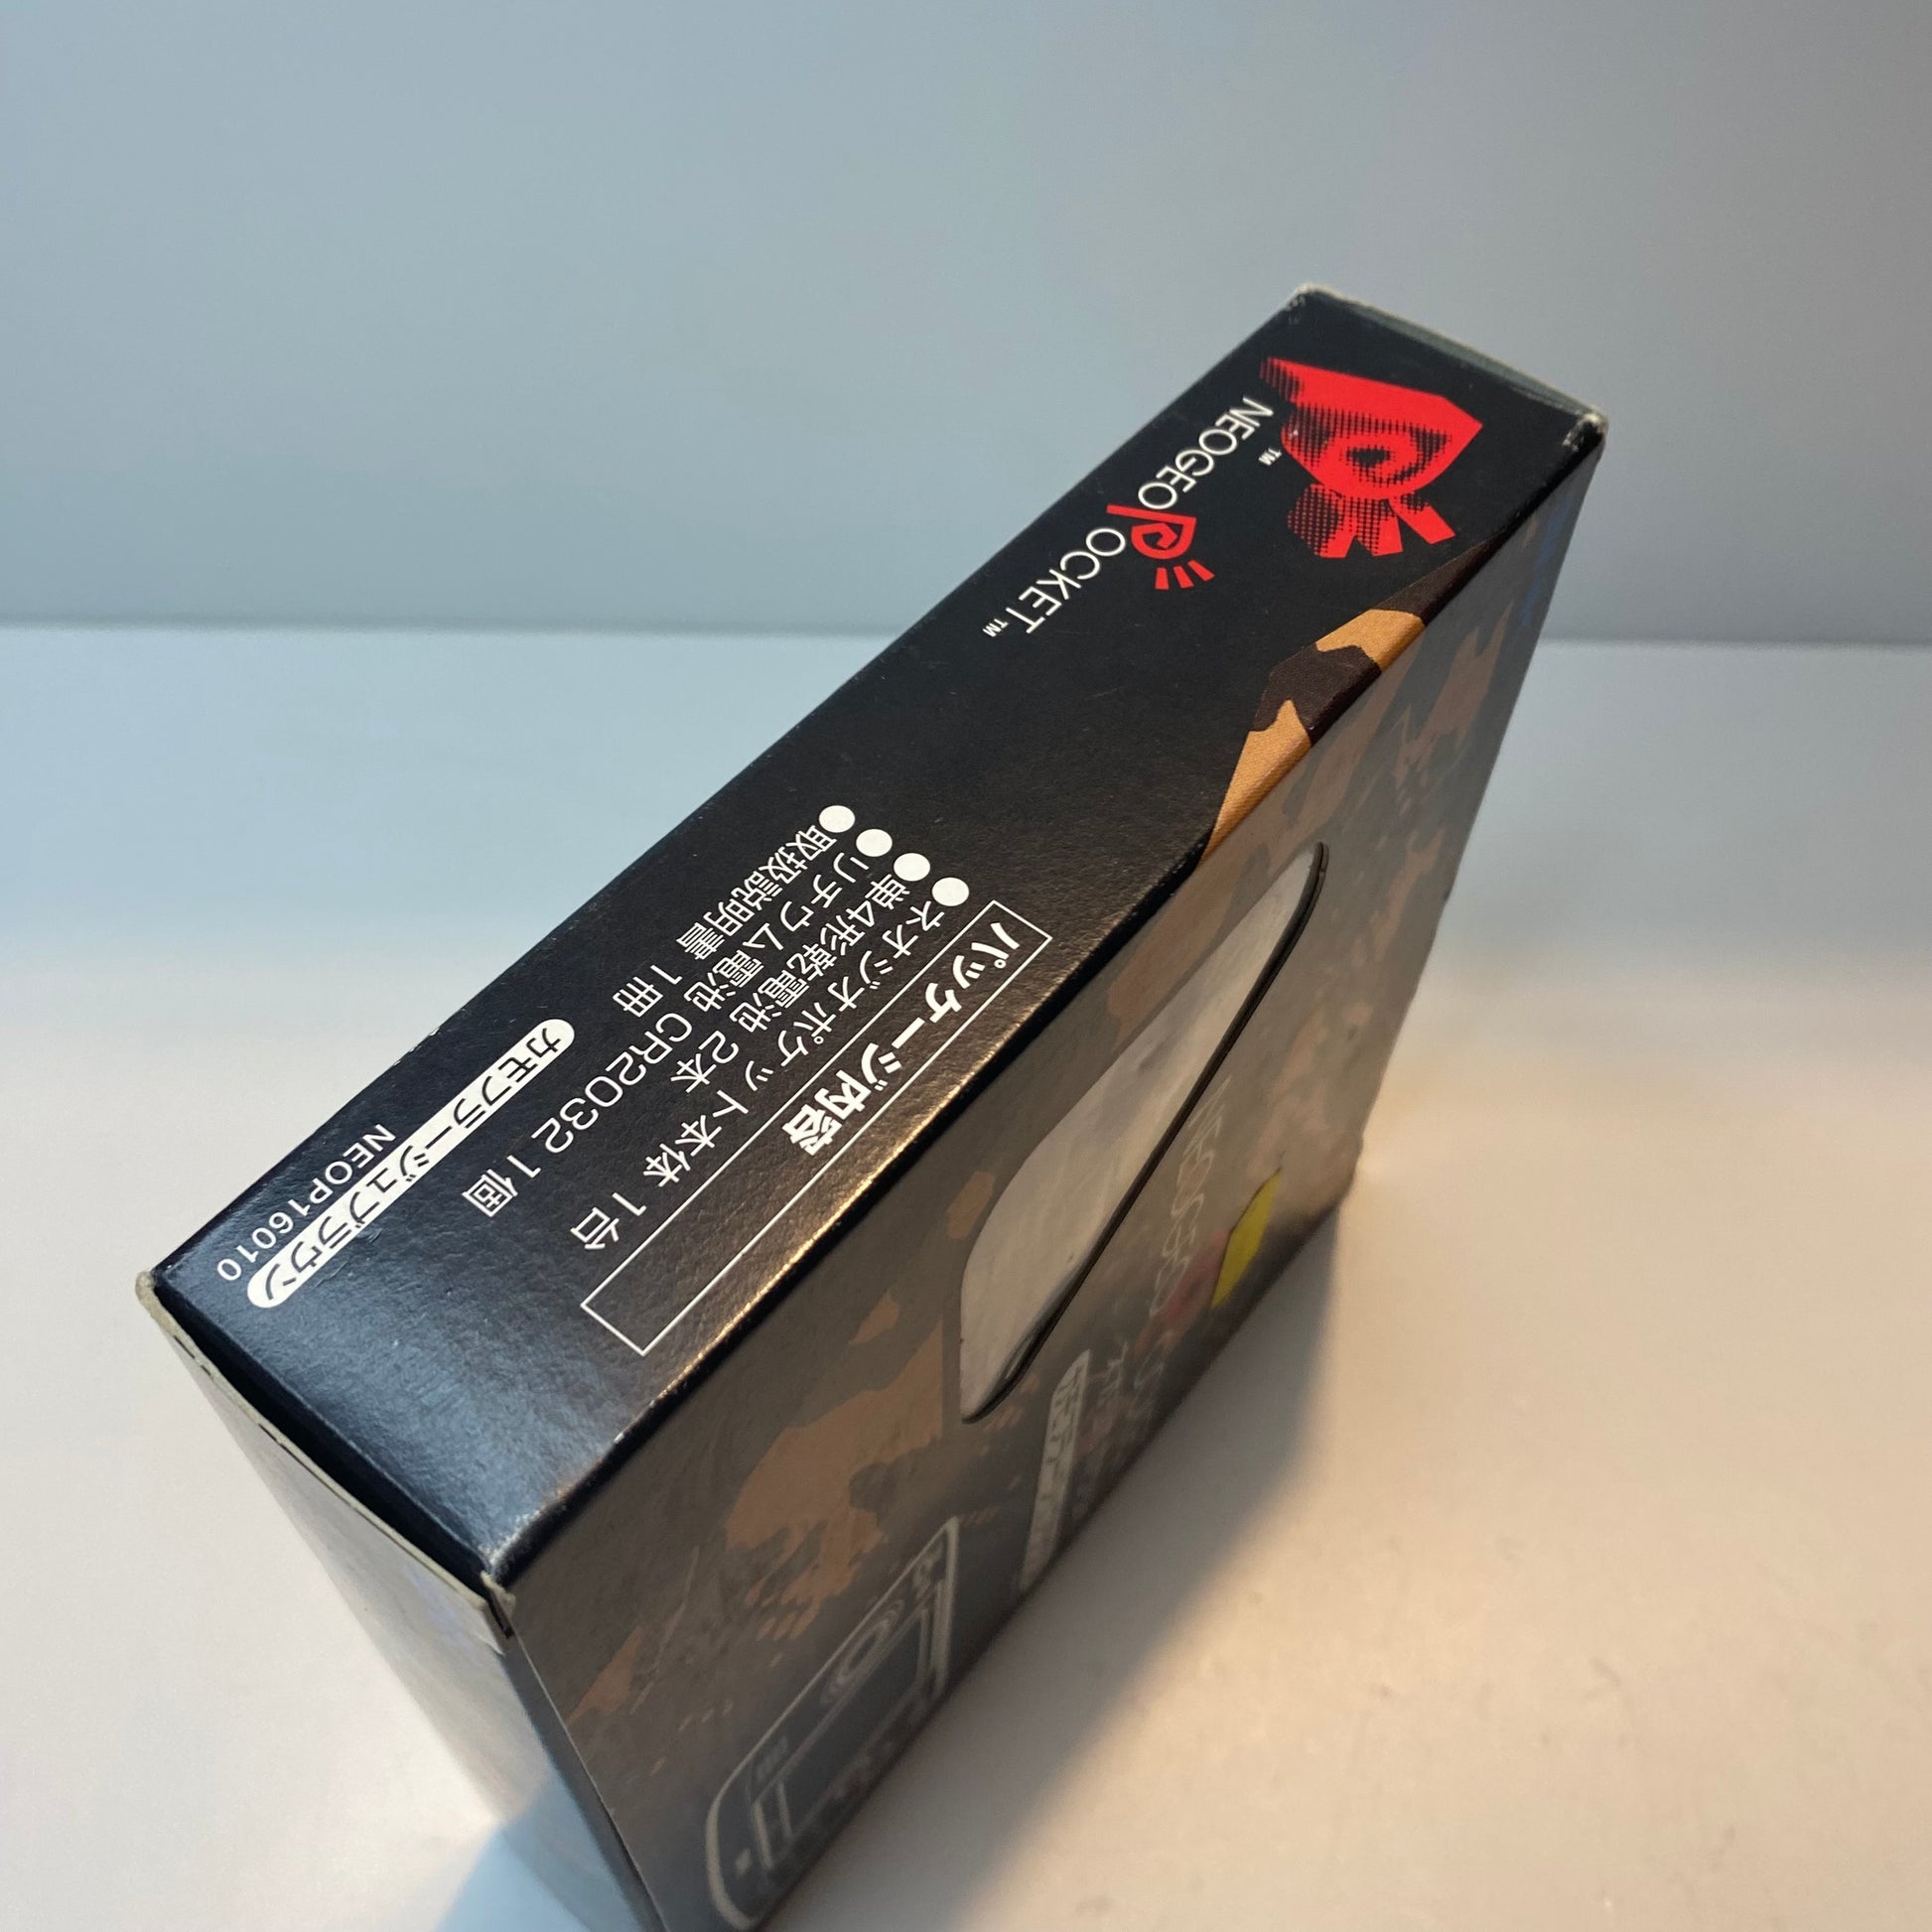 NEOGEO POCKET™
™
パッケージ内容
●ネオジオポケット本体 1台
●単4形乾電池 2本
●リチウム電池 CR2032 1個
●取扱説明書 1冊
カモフラージュブラウン
NEOP16010